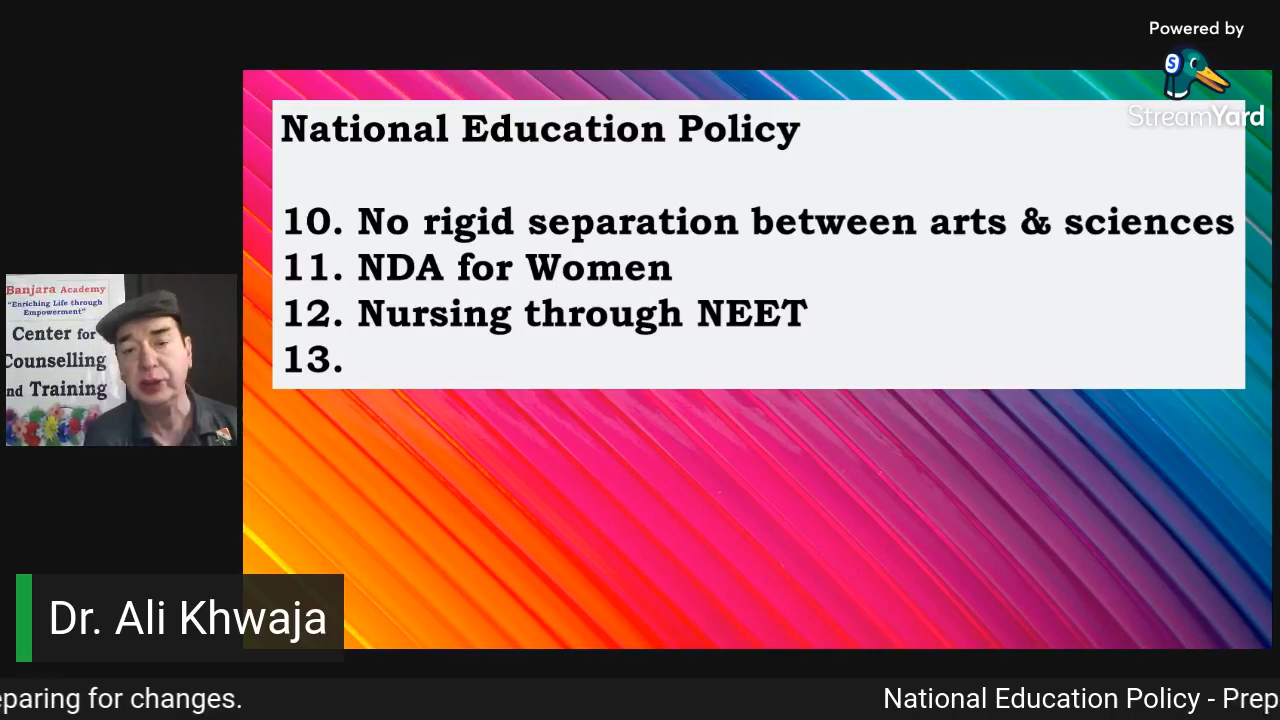 Powered by
StreamYard
National Education Policy
10. No rigid separation between arts & sciences
11. NDA for Women
12. Nursing through NEET
13.
Banjara Academy
“Enriching Life through
Empowerment”
Center for
Counselling
nd Training
Dr. Ali Khwaja
eparing for changes.
National Education Policy - Prep